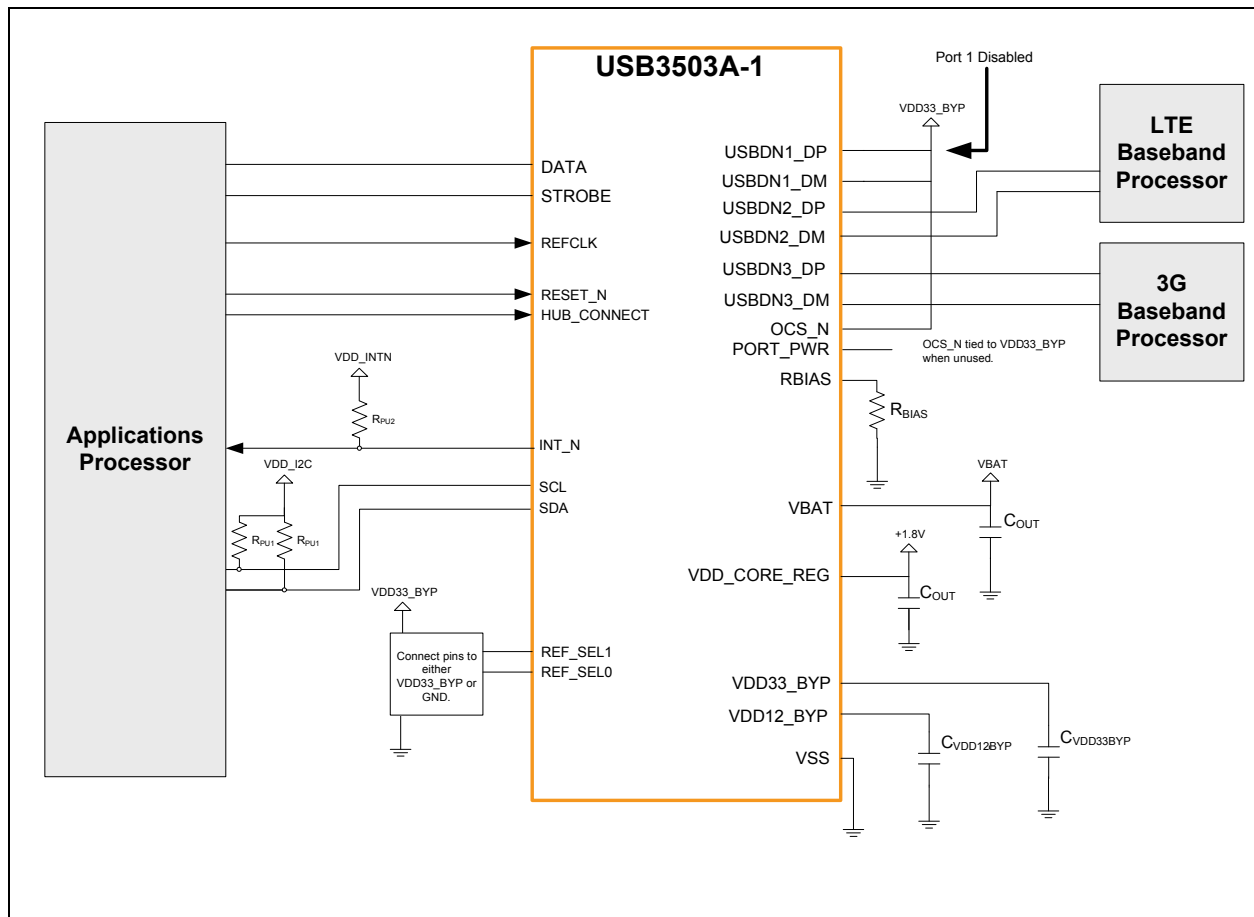 USB3503A-1
Port 1 Disabled
VDD33_BYP
LTE
Baseband
Processor
3G
Baseband
Processor
Applications
Processor
DATA
STROBE
REFCLK
RESET_N
HUB_CONNECT
VDD_INTN
RPU2
INT_N
VDD_I2C
SCL
SDA
RPU1
RPU1
VDD33_BYP
Connect pins to
either
VDD33_BYP or
GND.
REF_SEL1
REF_SEL0
USBDN1_DP
USBDN1_DM
USBDN2_DP
USBDN2_DM
USBDN3_DP
USBDN3_DM
OCS_N
PORT_PWR
OCS_N tied to VDD33_BYP
when unused.
RBIAS
RBIAS
VBAT
VBAT
COUT
+1.8V
VDD_CORE_REG
COUT
VDD33_BYP
VDD12_BYP
CVDD12BYP
CVDD33BYP
VSS